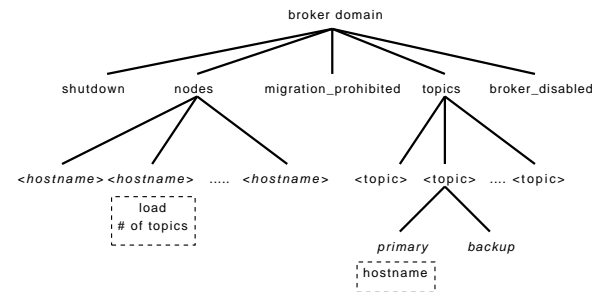 broker domain
shutdown nodes migration_prohibited topics broker_disabled
<hostname> <hostname> ..... <hostname> <topic> <topic> .... <topic>
load
# of topics
primary backup
hostname